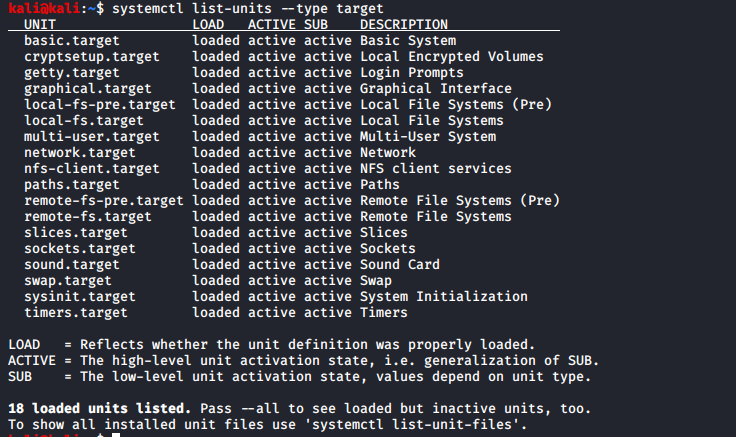 kali@kali:~$ systemctl list-units --type target
UNIT LOAD ACTIVE SUB DESCRIPTION
basic.target loaded active active Basic System
cryptsetup.target loaded active active Local Encrypted Volumes
getty.target loaded active active Login Prompts
graphical.target loaded active active Graphical Interface
local-fs-pre.target loaded active active Local File Systems (Pre)
local-fs.target loaded active active Local File Systems
multi-user.target loaded active active Multi-User System
network.target loaded active active Network
nfs-client.target loaded active active NFS client services
paths.target loaded active active Paths
remote-fs-pre.target loaded active active Remote File Systems (Pre)
remote-fs.target loaded active active Remote File Systems
slices.target loaded active active Slices
sockets.target loaded active active Sockets
sound.target loaded active active Sound Card
swap.target loaded active active Swap
sysinit.target loaded active active System Initialization
timers.target loaded active active Timers
LOAD = Reflects whether the unit definition was properly loaded.
ACTIVE = The high-level unit activation state, i.e. generalization of SUB.
SUB = The low-level unit activation state, values depend on unit type.
18 loaded units listed. Pass --all to see loaded but inactive units, too.
To show all installed unit files use 'systemctl list-unit-files'.